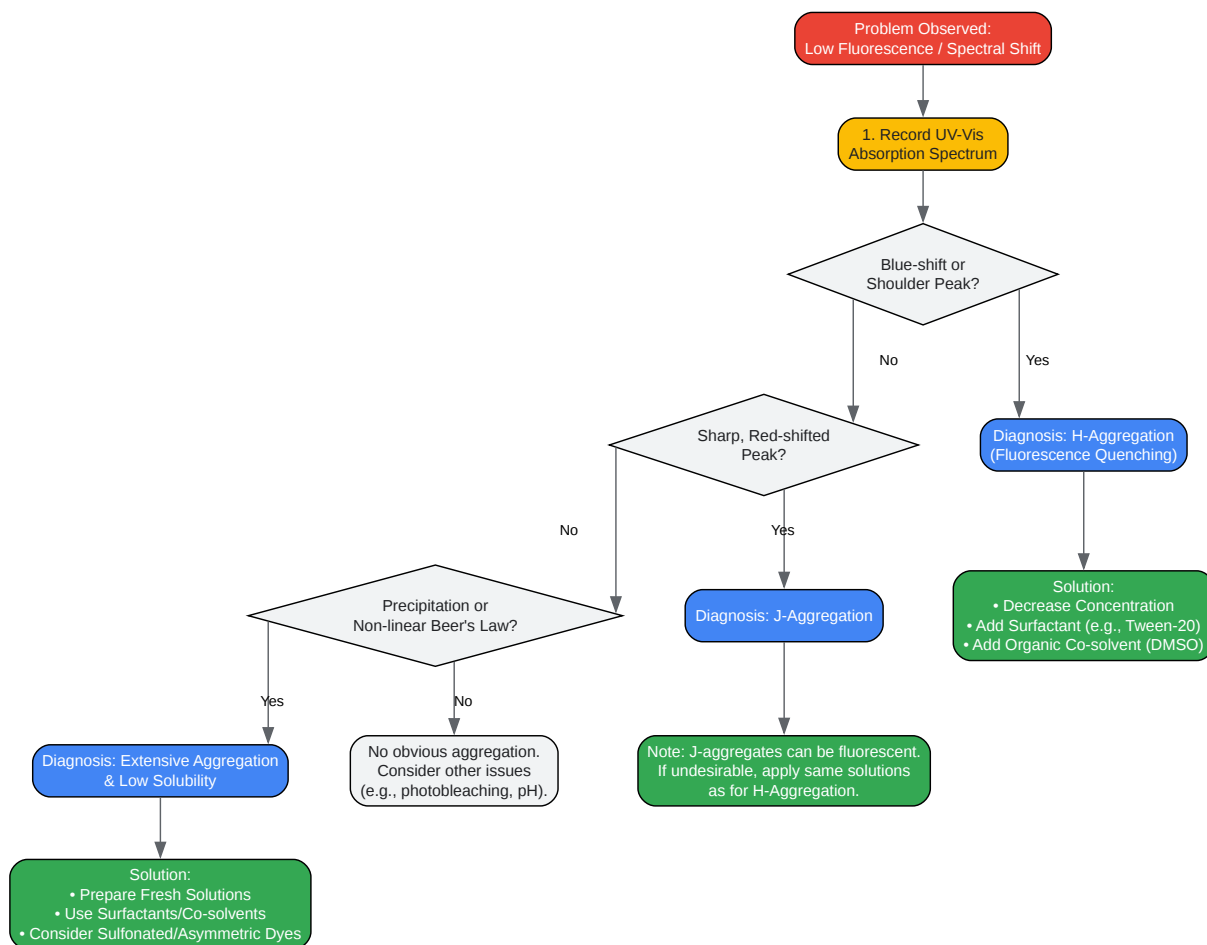 Problem Observed:
Low Fluorescence / Spectral Shift
1. Record UV-Vis
Absorption Spectrum
Blue-shift or
Shoulder Peak?
No
Yes
Sharp, Red-shifted
Peak?
Diagnosis: H-Aggregation
(Fluorescence Quenching)
No
Yes
Precipitation or
Non-linear Beer's Law?
Diagnosis: J-Aggregation
Solution:
• Decrease Concentration
• Add Surfactant (e.g., Tween-20)
• Add Organic Co-solvent (DMSO)
Yes
No
Diagnosis: Extensive Aggregation
& Low Solubility
No obvious aggregation.
Consider other issues
(e.g., photobleaching, pH).
Note: J-aggregates can be fluorescent.
If undesirable, apply same solutions
as for H-Aggregation.
Solution:
• Prepare Fresh Solutions
• Use Surfactants/Co-solvents
• Consider Sulfonated/Asymmetric Dyes